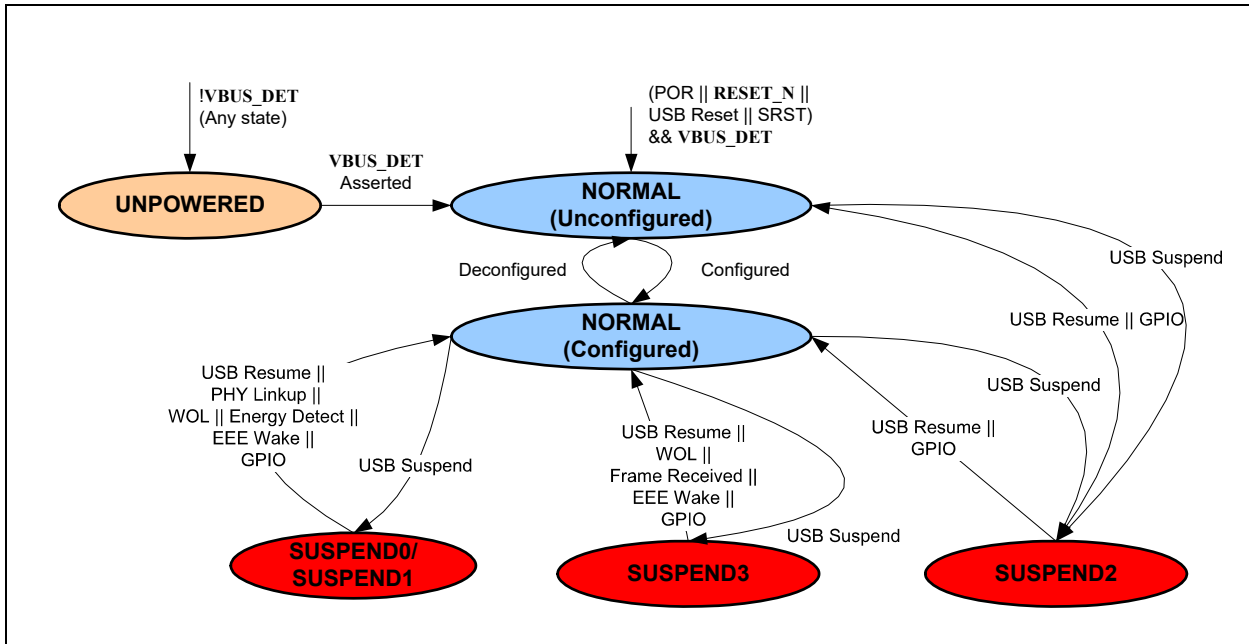 !VBUS_DET
(Any state)
(POR || RESET_N ||
USB Reset || SRST)
&& VBUS_DET
VBUS_DET
Asserted
UNPOWERED
NORMAL
(Unconfigured)
Deconfigured
Configured
USB Suspend
USB Resume || GPIO
NORMAL
(Configured)
USB Resume ||
PHY Linkup ||
WOL || Energy Detect ||
EEE Wake ||
GPIO
USB Suspend
USB Resume ||
WOL ||
Frame Received ||
EEE Wake ||
GPIO
USB Suspend
USB Resume ||
GPIO
USB Suspend
SUSPEND0/
SUSPEND1
SUSPEND3
SUSPEND2